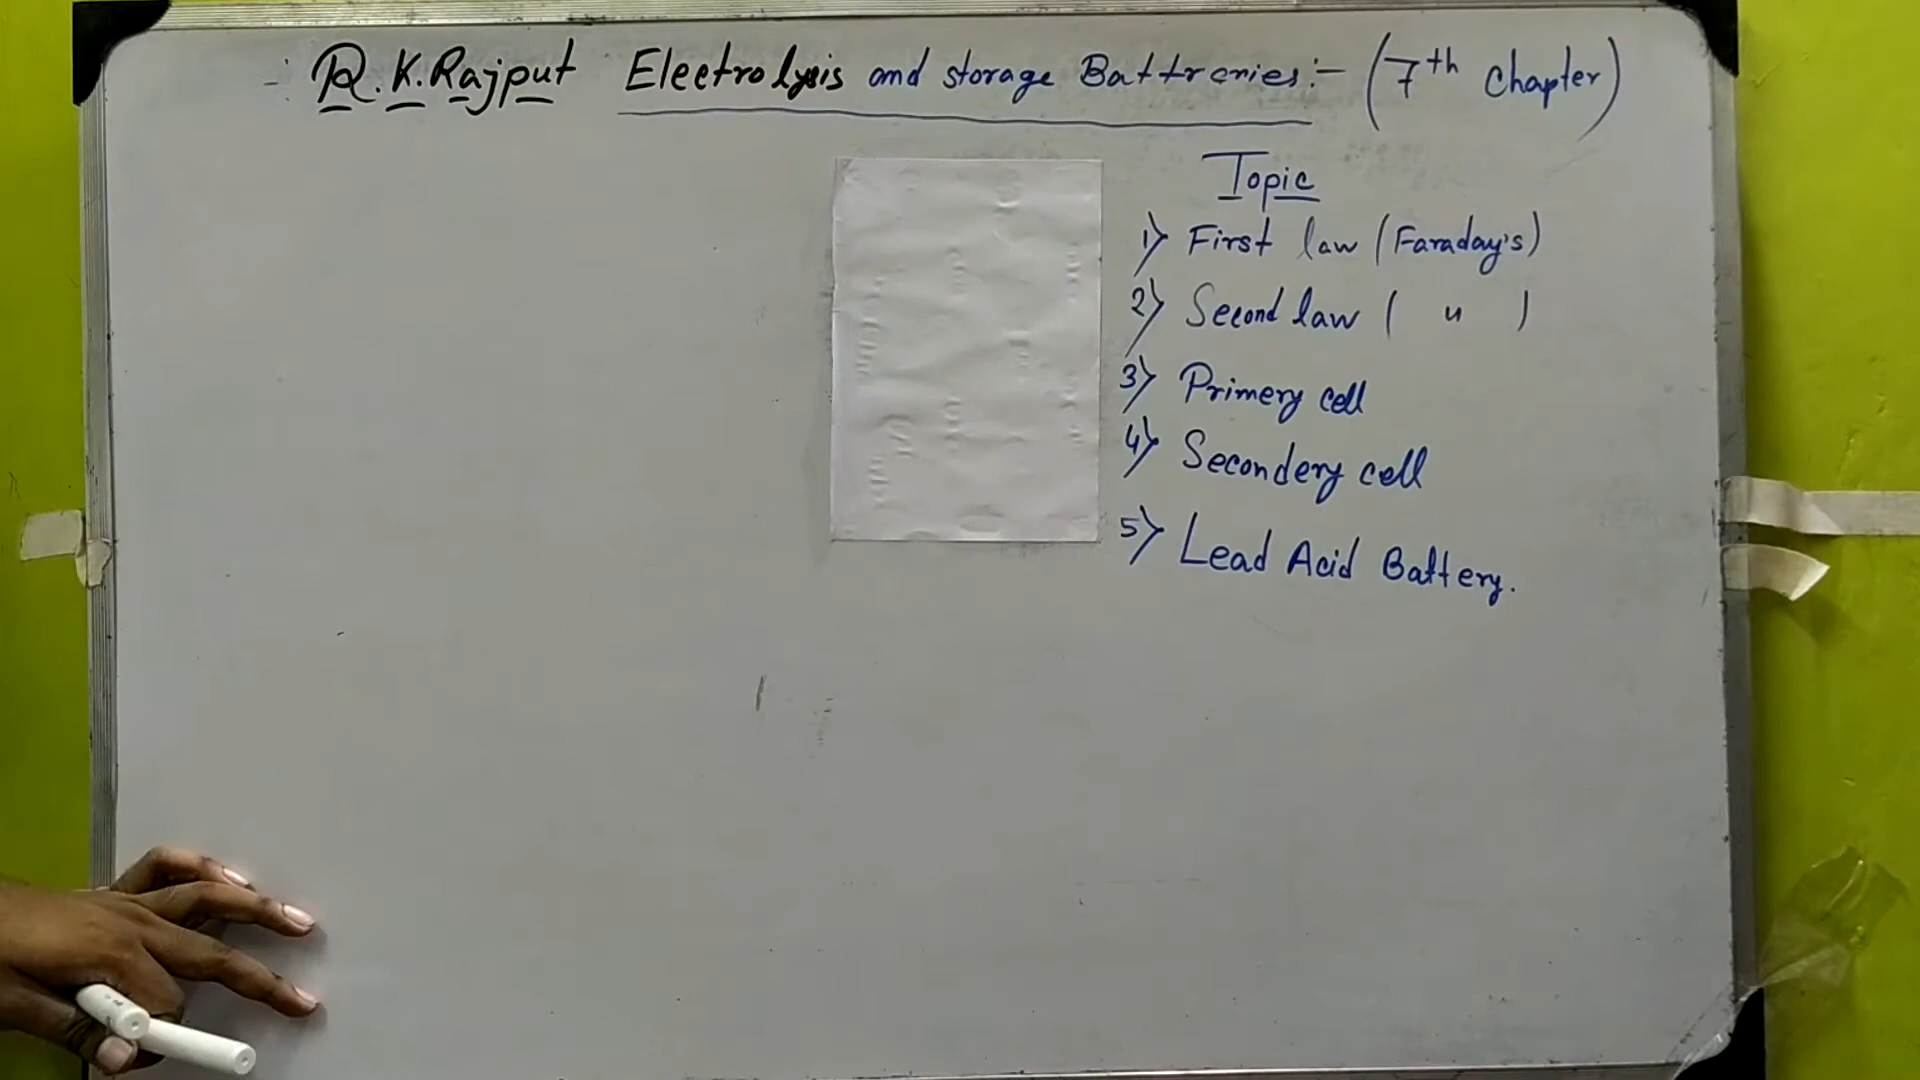 R.K.Rajput Electrolysis and storage Battreries:- (7th chapter)
Topic
1) First law (Faraday's)
2) Second law ( " )
3) Primery cell
4) Secondery cell
5) Lead Acid Battery.